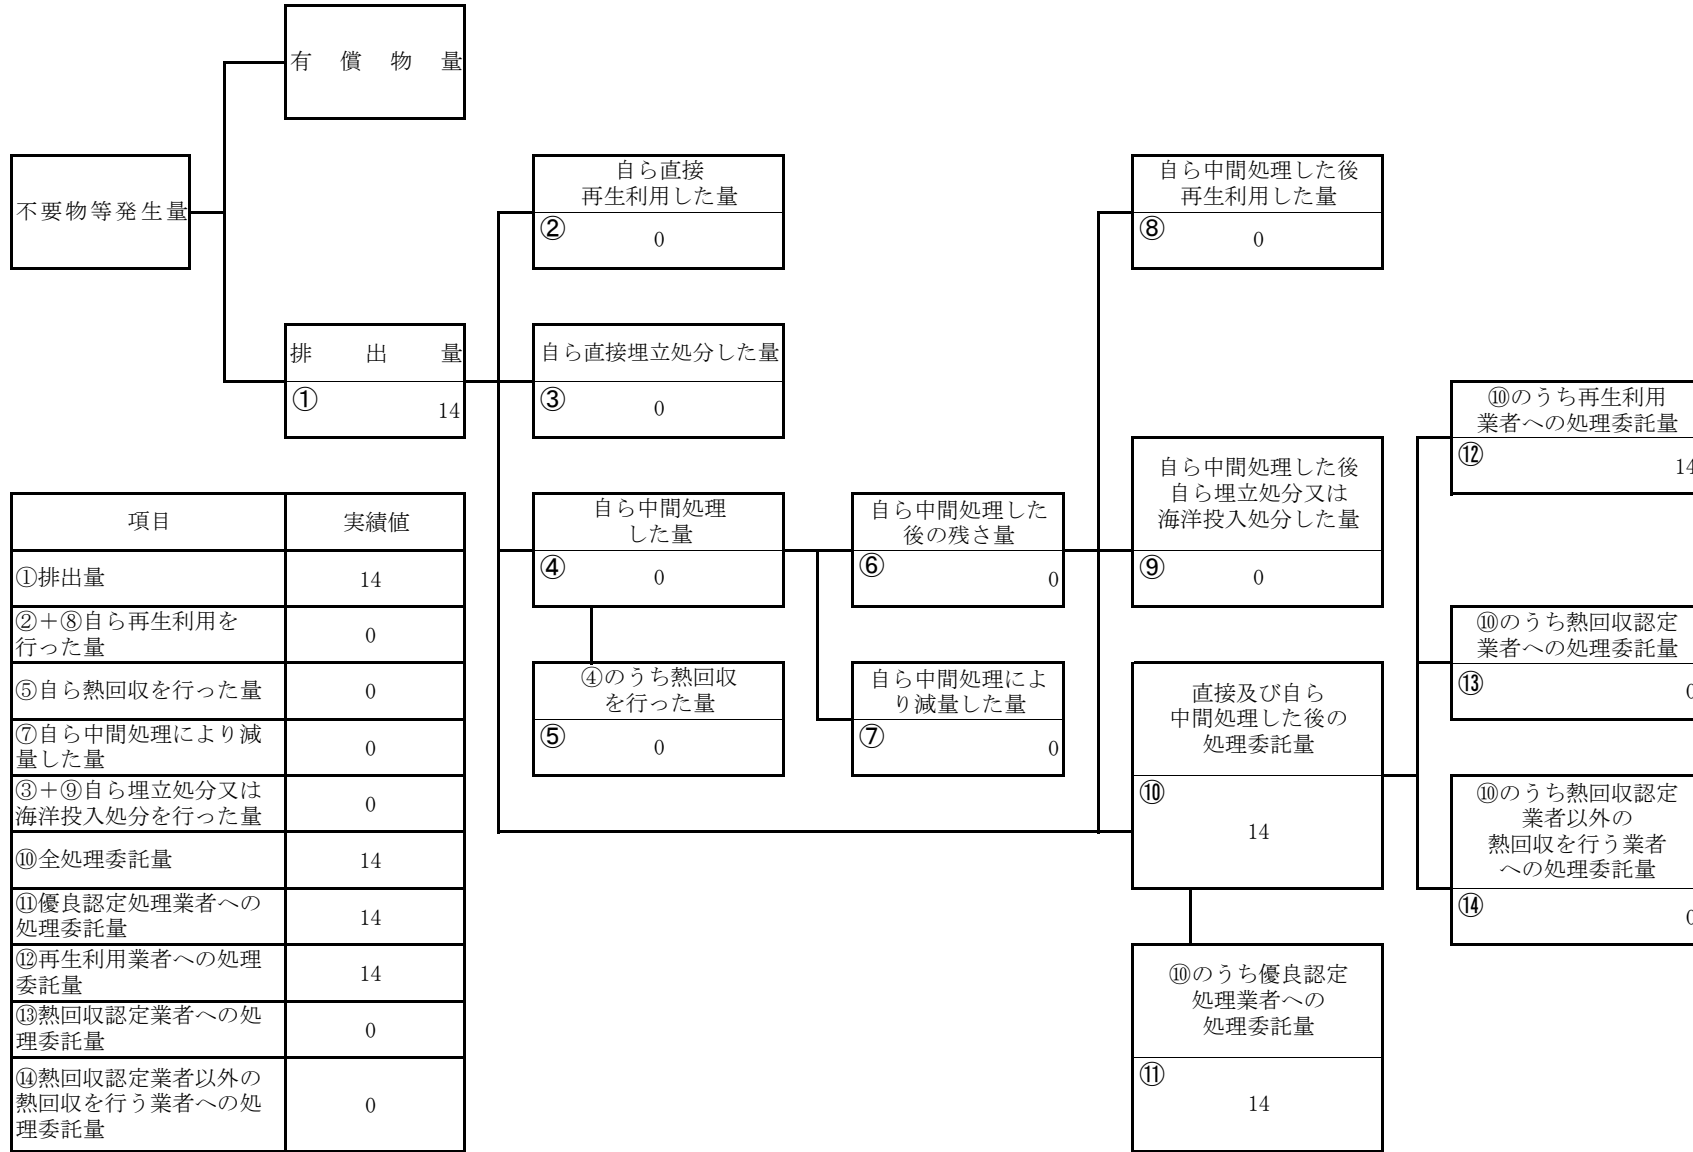 有償物量
不要物等発生量
排出量
①
14
自ら直接
再生利用した量
②
0
自ら直接埋立処分した量
③
0
自ら中間処理
した量
④
0
④のうち熱回収
を行った量
⑤
0
自ら中間処理した
後の残さ量
⑥
0
自ら中間処理によ
り減量した量
⑦
0
自ら中間処理した後
再生利用した量
⑧
0
自ら中間処理した後
自ら埋立処分又は
海洋投入処分した量
⑨
0
直接及び自ら
中間処理した後の
処理委託量
⑩
14
⑩のうち優良認定
処理業者への
処理委託量
⑪
14
⑩のうち再生利用
業者への処理委託量
⑫
14
⑩のうち熱回収認定
業者への処理委託量
⑬
0
⑩のうち熱回収認定
業者以外の
熱回収を行う業者
への処理委託量
⑭
0
項目 実績値
①排出量 14
②＋⑧自ら再生利用を
行った量 0
⑤自ら熱回収を行った量 0
⑦自ら中間処理により減
量した量 0
③＋⑨自ら埋立処分又は
海洋投入処分を行った量 0
⑩全処理委託量 14
⑪優良認定処理業者への
処理委託量 14
⑫再生利用業者への処理
委託量 14
⑬熱回収認定業者への処
理委託量 0
⑭熱回収認定業者以外の
熱回収を行う業者への処
理委託量 0